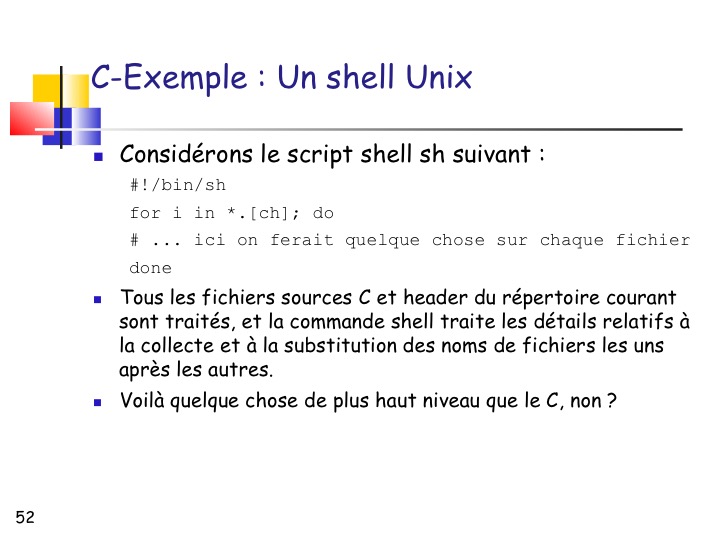 C-Exemple : Un shell Unix
Considérons le script shell sh suivant :
#!/bin/sh
for i in *.[ch]; do
# ... ici on ferait quelque chose sur chaque fichier
done
Tous les fichiers sources C et header du répertoire courant
sont traités, et la commande shell traite les détails relatifs à
la collecte et à la substitution des noms de fichiers les uns
après les autres.
Voilà quelque chose de plus haut niveau que le C, non ?
52